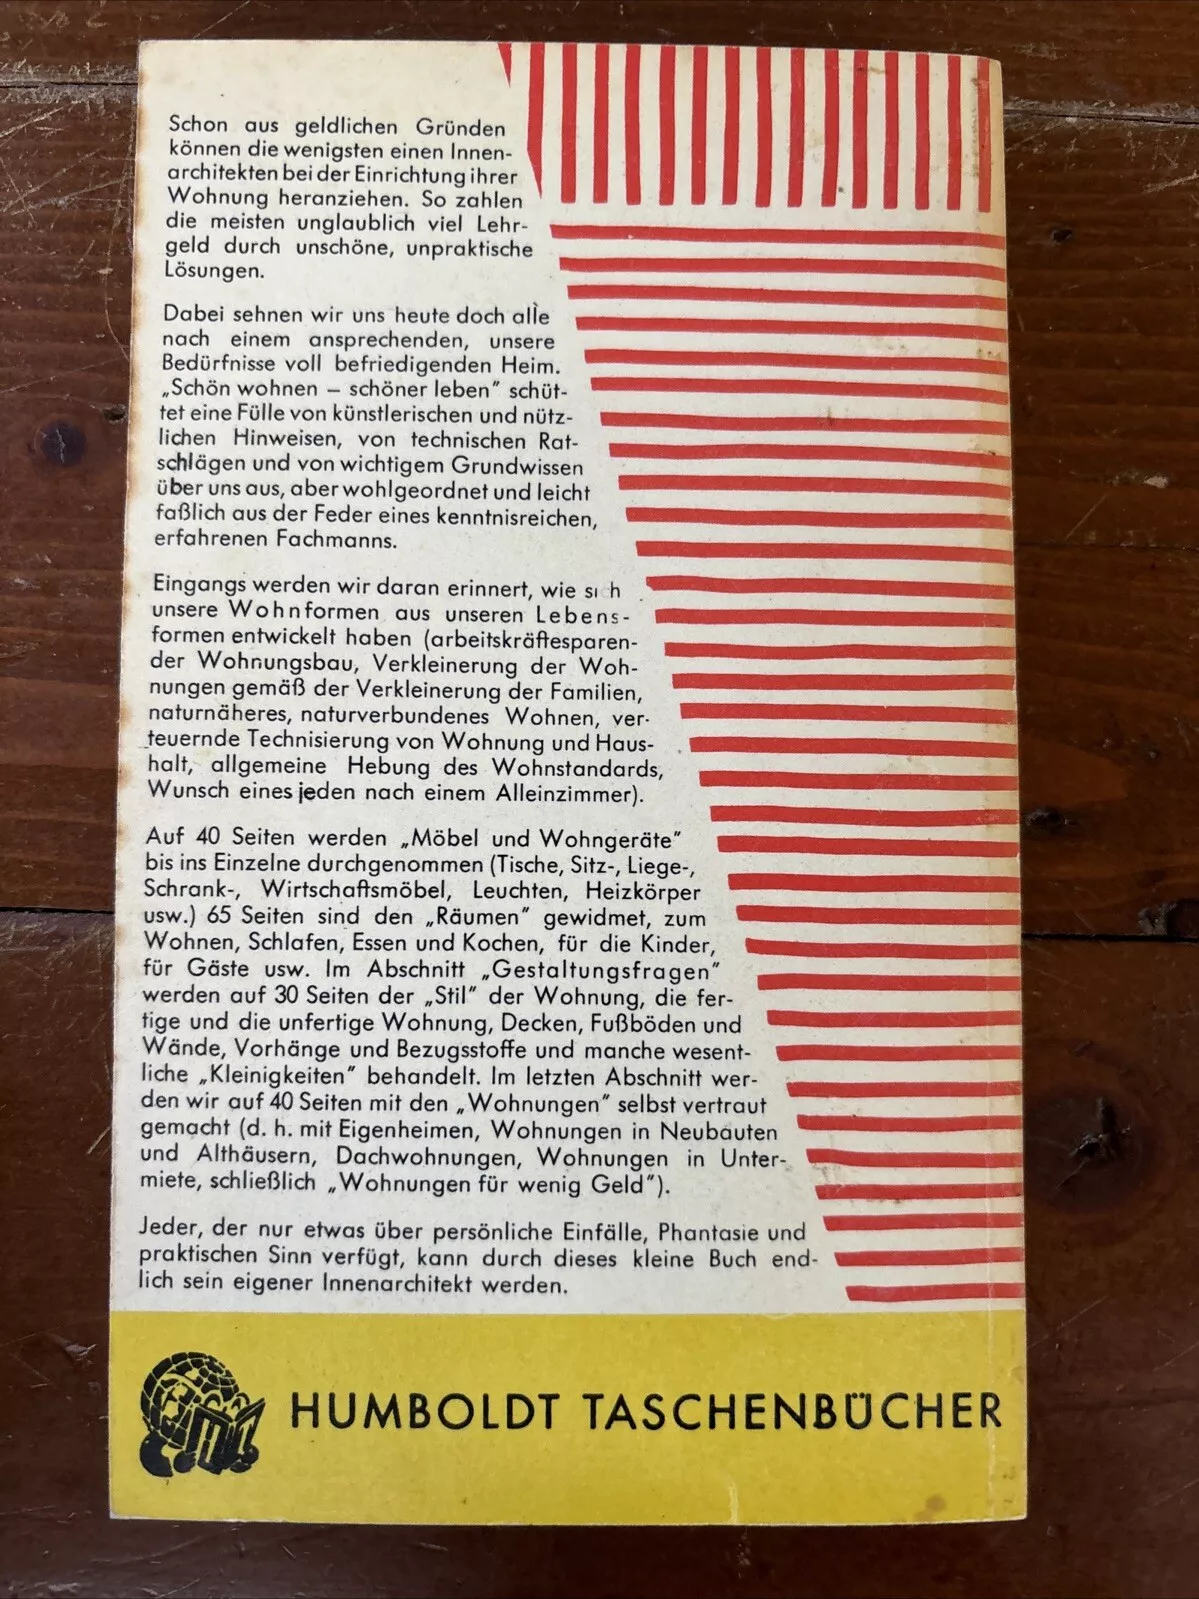 Schon aus geldlichen Gründen
können die wenigsten einen Innen-
architekten bei der Einrichtung ihrer
Wohnung heranziehen. So zahlen
die meisten unglaublich viel Lehr-
geld durch unschöne, unpraktische
Lösungen.
Dabei sehnen wir uns heute doch alle
nach einem ansprechenden, unsere
Bedürfnisse voll befriedigenden Heim.
„Schön wohnen – schöner leben" schüt-
tet eine Fülle von künstlerischen und nütz-
lichen Hinweisen, von technischen Rat-
schlägen und von wichtigem Grundwissen
über uns aus, aber wohlgeordnet und leicht
faßlich aus der Feder eines kenntnisreichen,
erfahrenen Fachmanns.
Eingangs werden wir daran erinnert, wie sich
unsere Wohnformen aus unseren Lebens-
formen entwickelt haben (arbeitskräftesparen-
der Wohnungsbau, Verkleinerung der Woh-
nungen gemäß der Verkleinerung der Familien,
naturnäheres, naturverbundenes Wohnen, ver-
teuernde Technisierung von Wohnung und Haus-
halt, allgemeine Hebung des Wohnstandards,
Wunsch eines jeden nach einem Alleinzimmer).
Auf 40 Seiten werden „Möbel und Wohngeräte"
bis ins Einzelne durchgenommen (Tische, Sitz-, Liege-,
Schrank-, Wirtschaftsmöbel, Leuchten, Heizkörper
usw.) 65 Seiten sind den „Räumen" gewidmet, zum
Wohnen, Schlafen, Essen und Kochen, für die Kinder,
für Gäste usw. Im Abschnitt „Gestaltungsfragen"
werden auf 30 Seiten der „Stil" der Wohnung, die fer-
tige und die unfertige Wohnung, Decken, Fußböden und
Wände, Vorhänge und Bezugsstoffe und manche wesent-
liche „Kleinigkeiten" behandelt. Im letzten Abschnitt wer-
den wir auf 40 Seiten mit den „Wohnungen" selbst vertraut
gemacht (d. h. mit Eigenheimen, Wohnungen in Neubauten
und Althäusern, Dachwohnungen, Wohnungen in Unter-
miete, schließlich „Wohnungen für wenig Geld").
Jeder, der nur etwas über persönliche Einfälle, Phantasie und
praktischen Sinn verfügt, kann durch dieses kleine Buch end-
lich sein eigener Innenarchitekt werden.
HUMBOLDT TASCHENBÜCHER